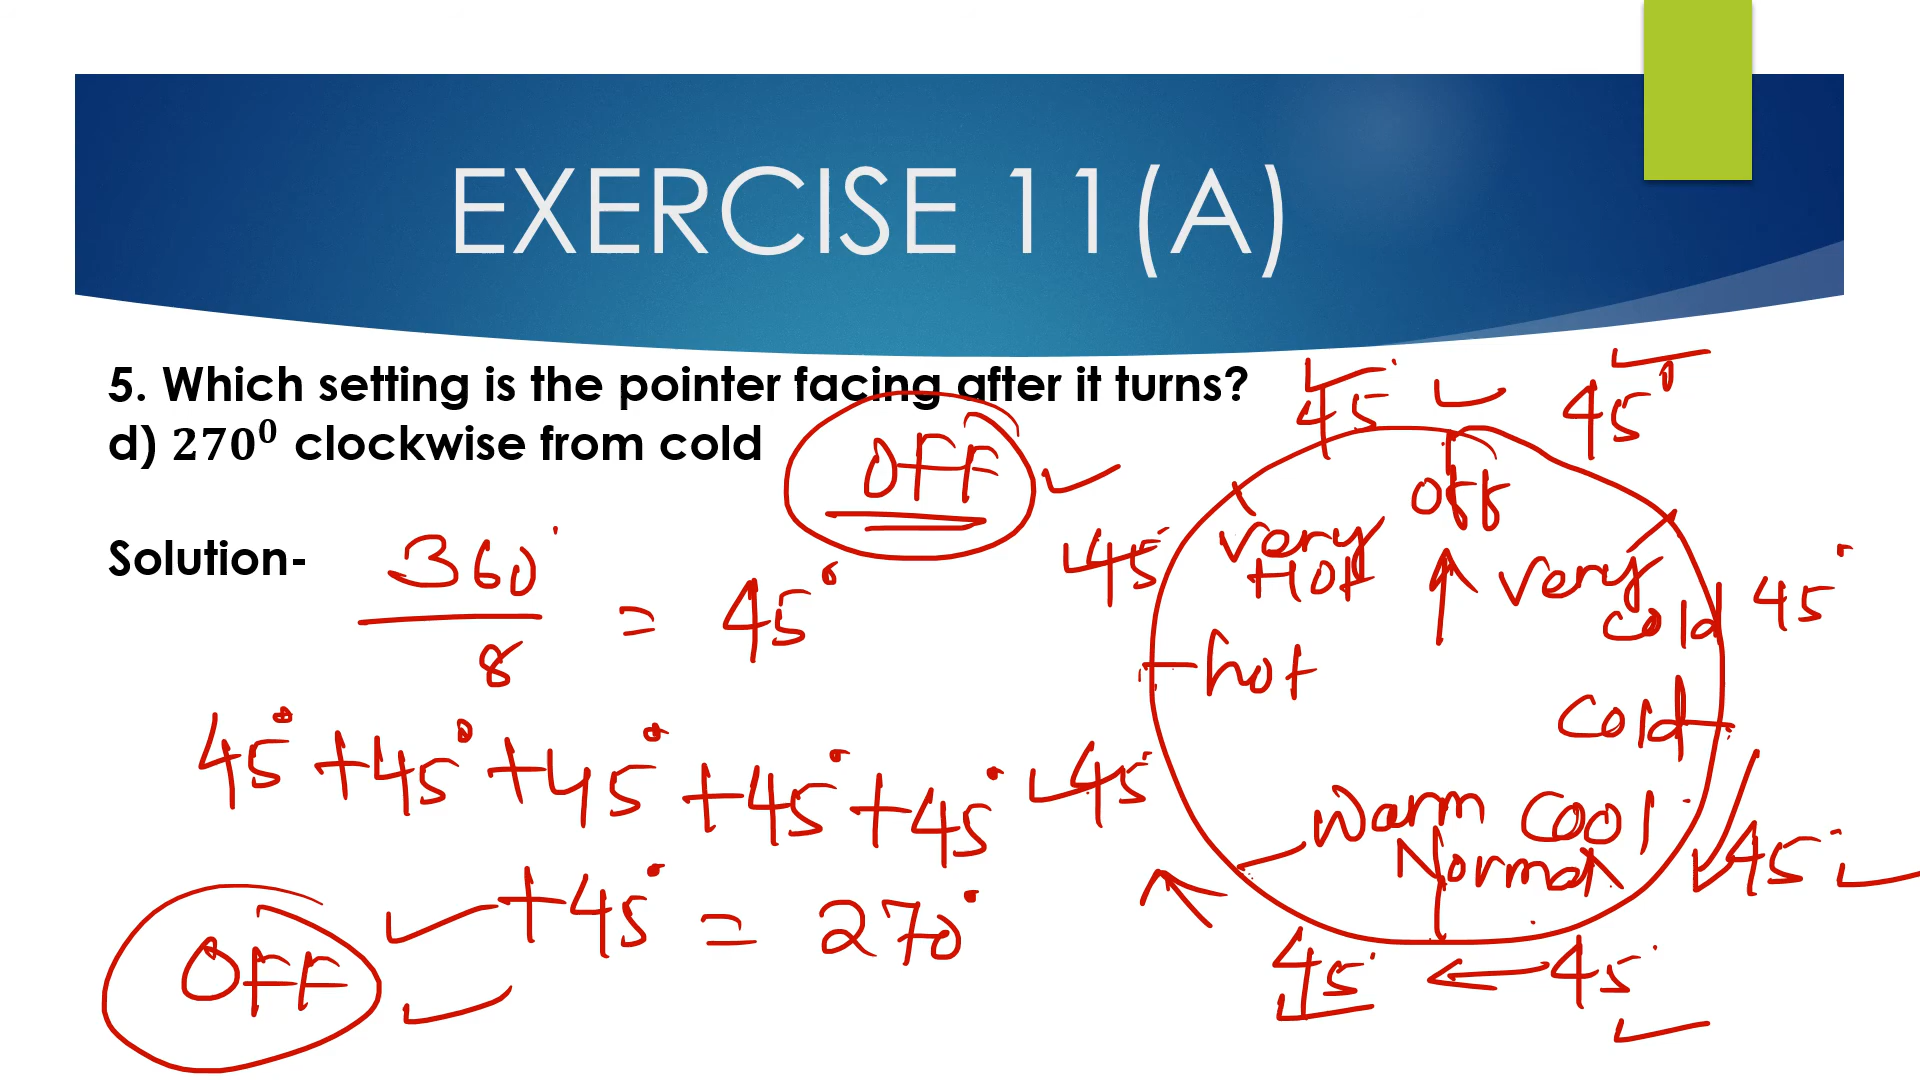 EXERCISE 11(A)
5. Which setting is the pointer facing after it turns?
d) 270⁰ clockwise from cold
OFF
Solution-
360°
8
= 45°
45° + 45° + 45° + 45° + 45°
+ 45° = 270°
OFF
45°
45°
45°
45°
45°
45°
45°
45°
off
very
cold
cold
cool
Normal
warm
hot
very
Hot